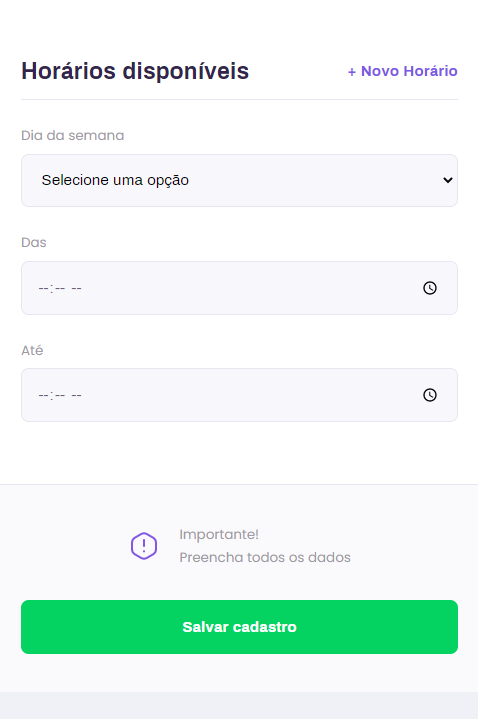 Horários disponíveis
+ Novo Horário
Dia da semana
Selecione uma opção
Das
--:-- --
Até
--:-- --
Importante!
Preencha todos os dados
Salvar cadastro